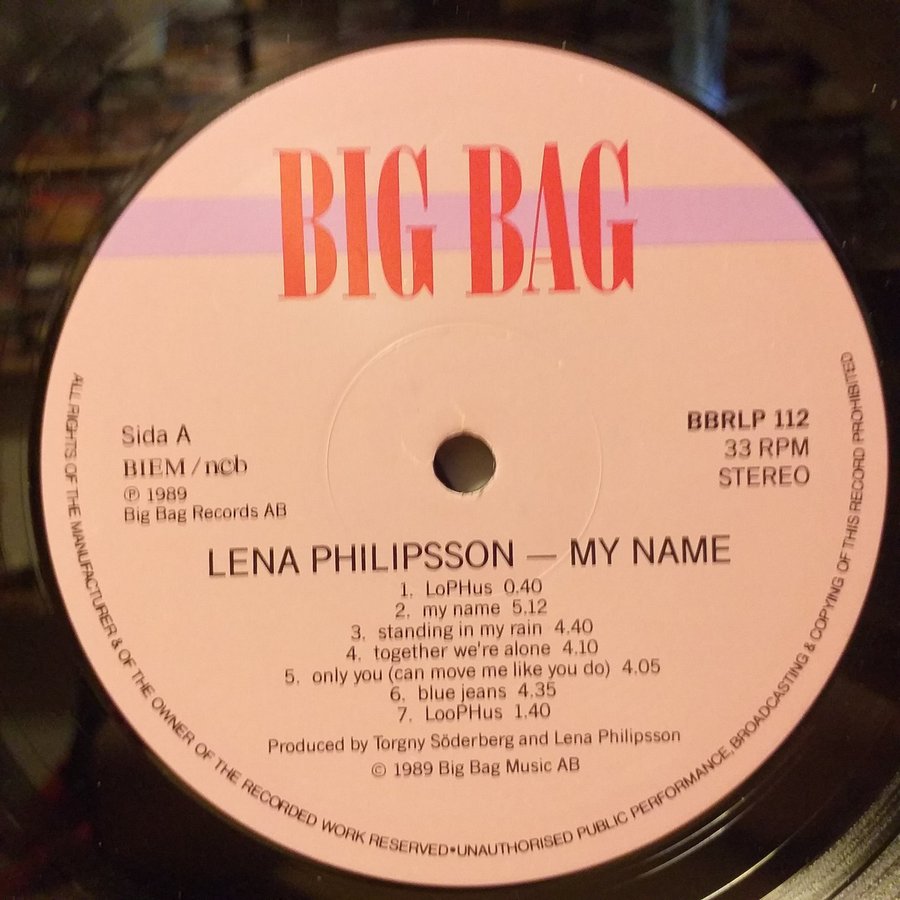 BIG BAG
Sida A
BIEM / n©b
℗ 1989
Big Bag Records AB
BBRLP 112
33 RPM
STEREO
LENA PHILIPSSON — MY NAME
1. LoPHus 0.40
2. my name 5.12
3. standing in my rain 4.40
4. together we're alone 4.10
5. only you (can move me like you do) 4.05
6. blue jeans 4.35
7. LooPHus 1.40
Produced by Torgny Söderberg and Lena Philipsson
© 1989 Big Bag Music AB
ALL RIGHTS OF THE MANUFACTURER & OF THE OWNER OF THE RECORDED WORK RESERVED•UNAUTHORISED PUBLIC PERFORMANCE, BROADCASTING & COPYING OF THIS RECORD PROHIBITED